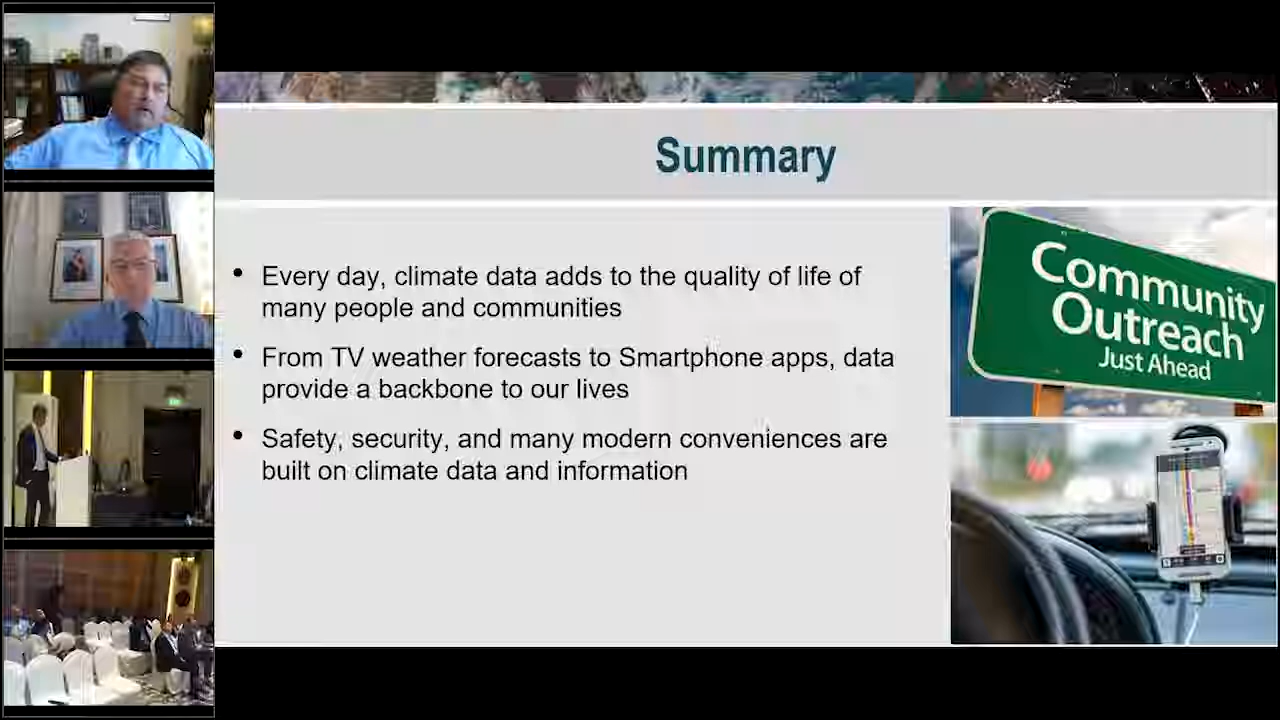 Summary
Every day, climate data adds to the quality of life of
many people and communities
From TV weather forecasts to Smartphone apps, data
provide a backbone to our lives
Safety, security, and many modern conveniences are
built on climate data and information
Community
Outreach
Just Ahead